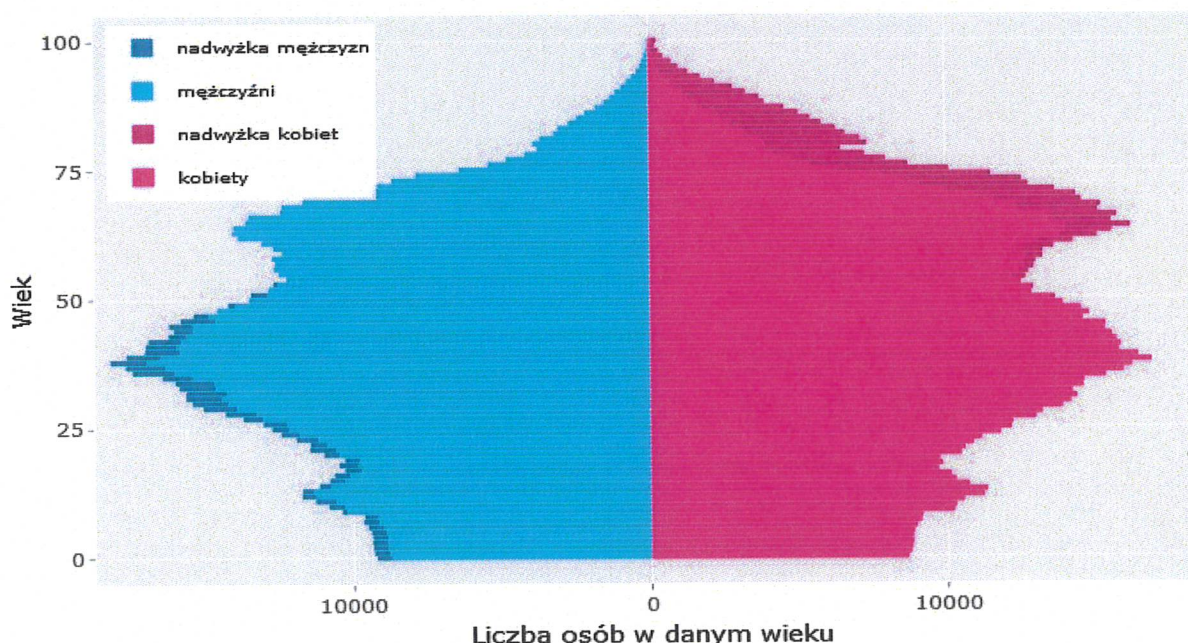 100
75
50
25
0
Wiek
nadwyżka mężczyzn
mężczyźni
nadwyżka kobiet
kobiety
10000
0
10000
Liczba osób w danym wieku